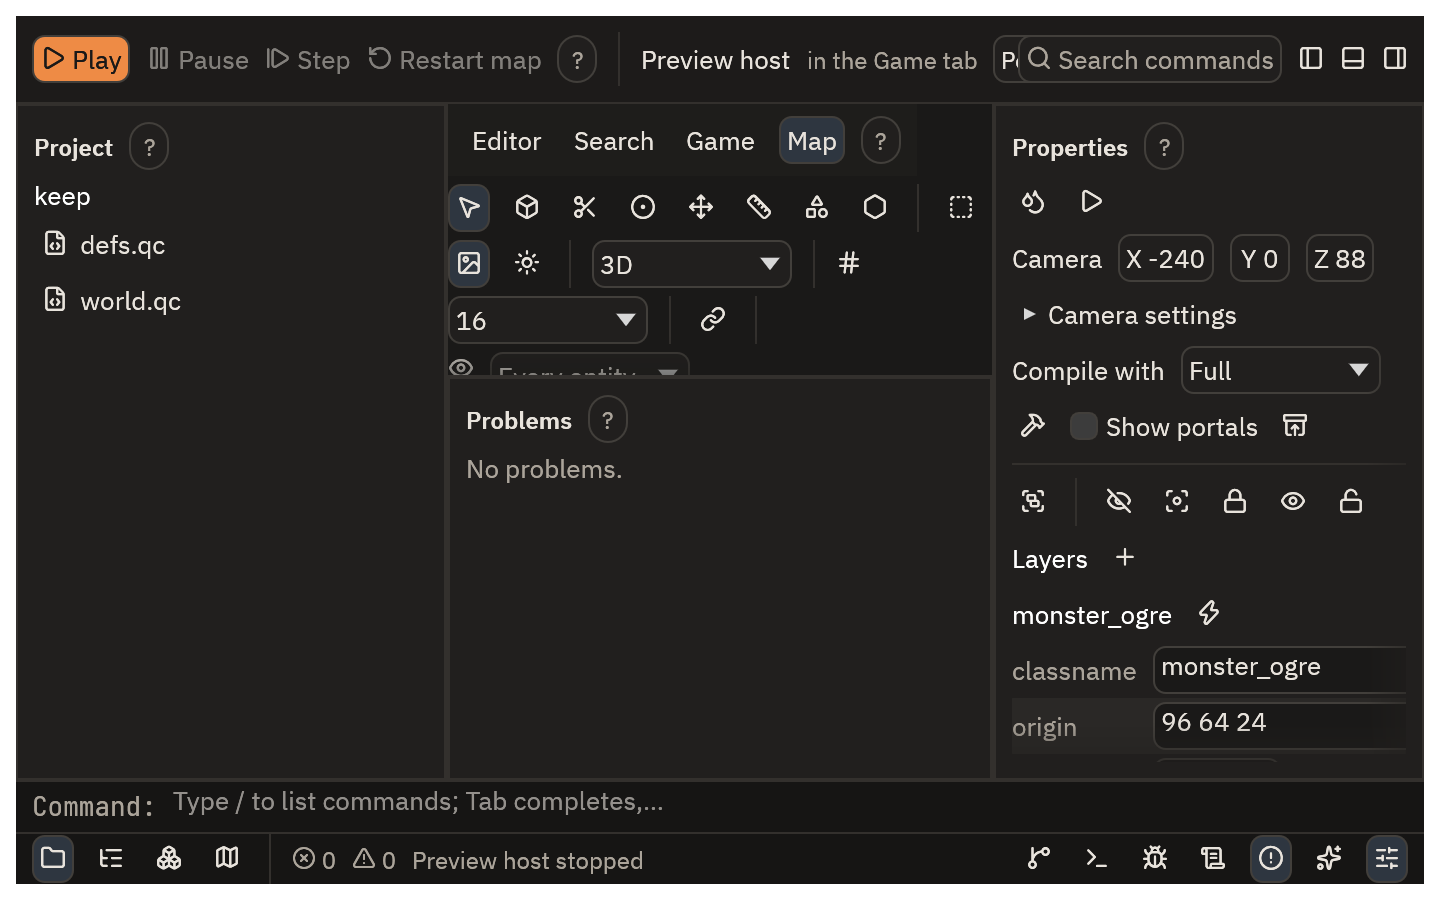 Play Pause Step Restart map ? Preview host in the Game tab Search commands
Project ?
keep
defs.qc
world.qc
Editor Search Game Map ?
3D
16
Every entity
Problems ?
No problems.
Properties ?
Camera X -240 Y 0 Z 88
Camera settings
Compile with Full
Show portals
Layers
monster_ogre
classname monster_ogre
origin 96 64 24
Command: Type / to list commands; Tab completes,...
0 0 Preview host stopped